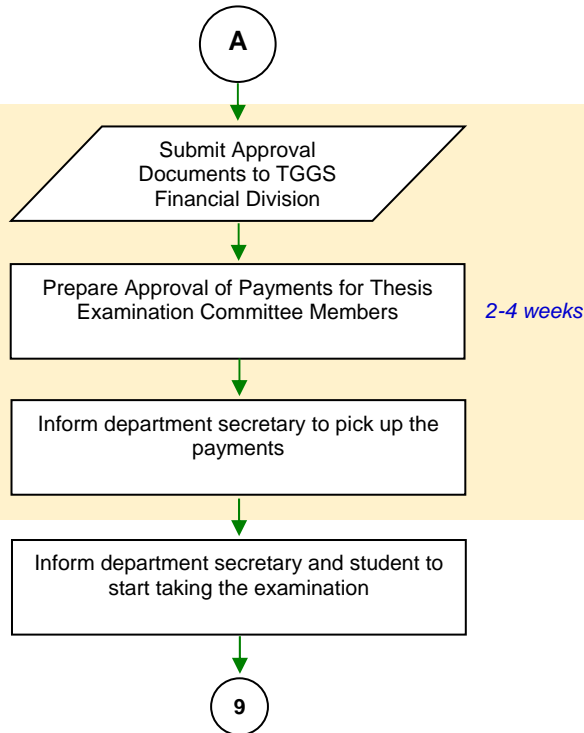 A
Submit Approval
Documents to TGGS
Financial Division
Prepare Approval of Payments for Thesis
Examination Committee Members
2-4 weeks
Inform department secretary to pick up the
payments
Inform department secretary and student to
start taking the examination
9